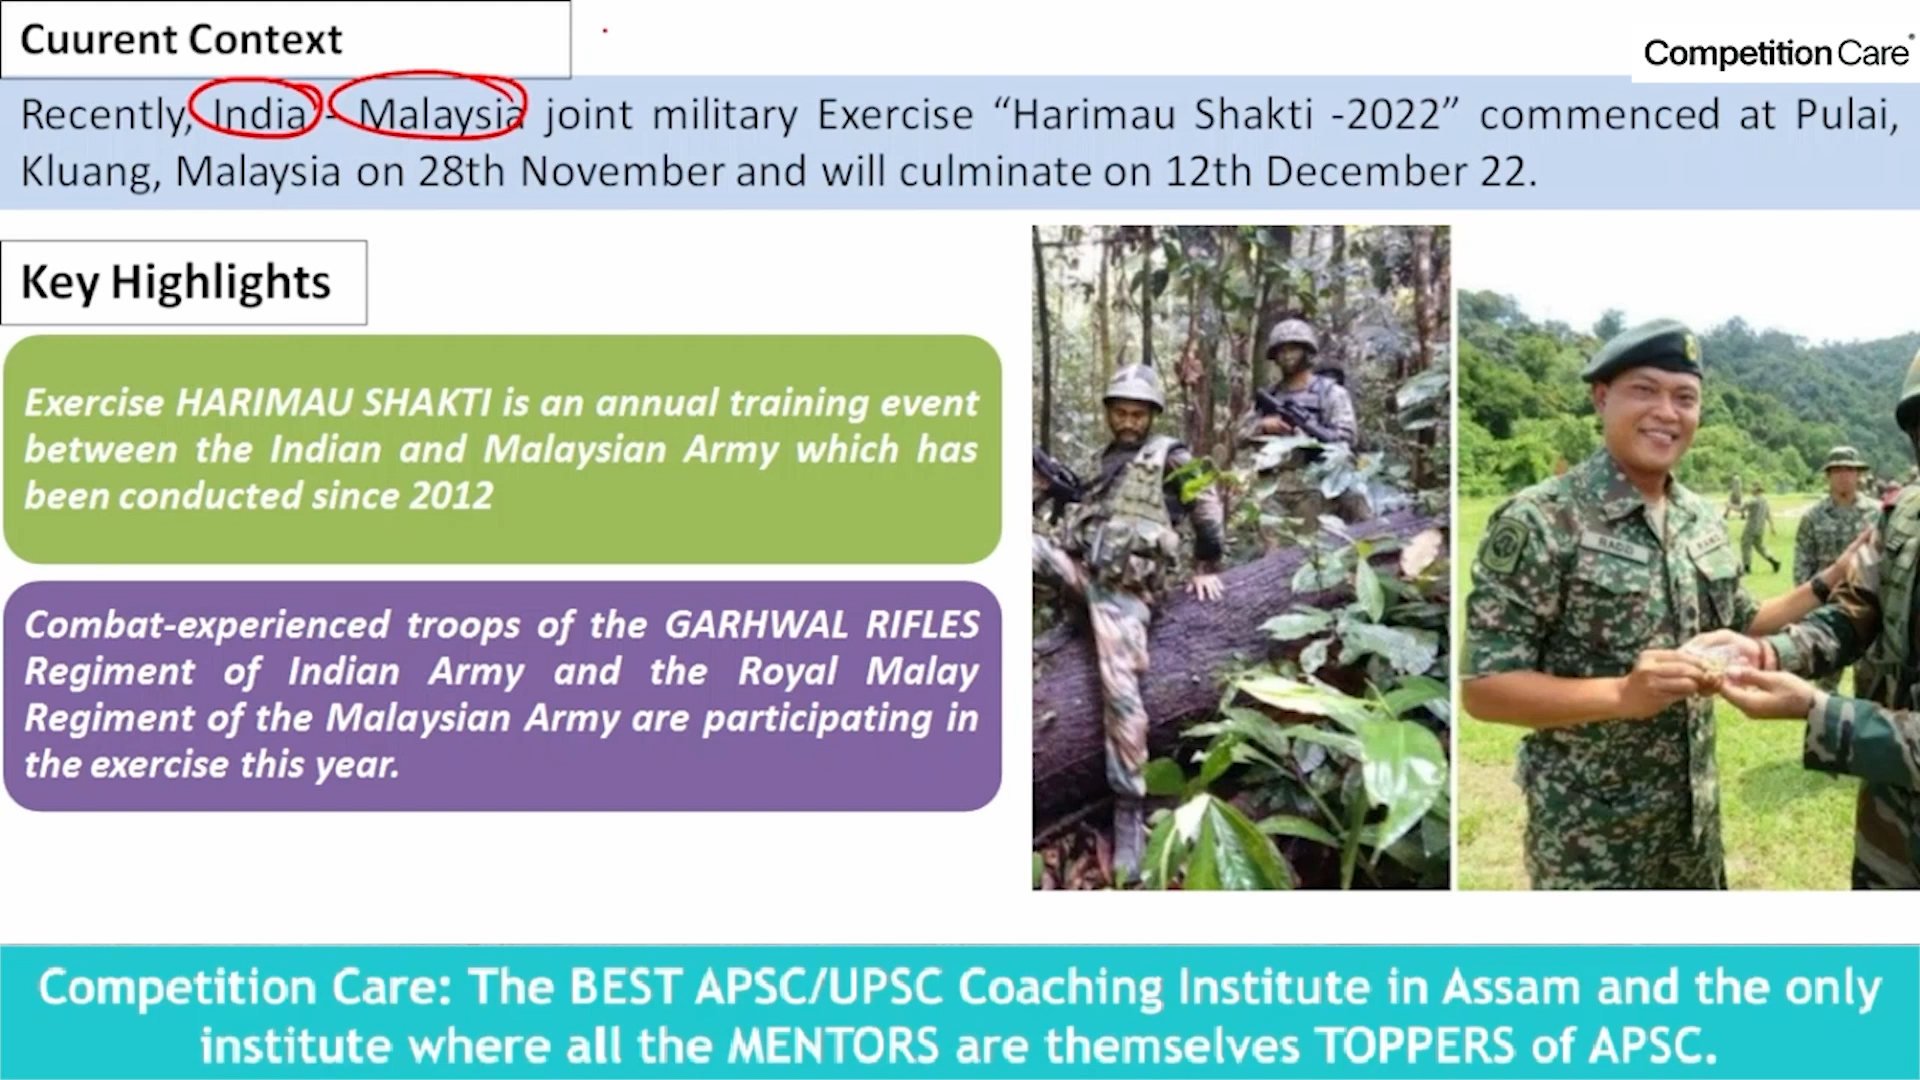 Cuurent Context
Competition Care
Recently, India - Malaysia joint military Exercise “Harimau Shakti -2022” commenced at Pulai,
Kluang, Malaysia on 28th November and will culminate on 12th December 22.
Key Highlights
Exercise HARIMAU SHAKTI is an annual training event
between the Indian and Malaysian Army which has
been conducted since 2012
Combat-experienced troops of the GARHWAL RIFLES
Regiment of Indian Army and the Royal Malay
Regiment of the Malaysian Army are participating in
the exercise this year.
Competition Care: The BEST APSC/UPSC Coaching Institute in Assam and the only
institute where all the MENTORS are themselves TOPPERS of APSC.